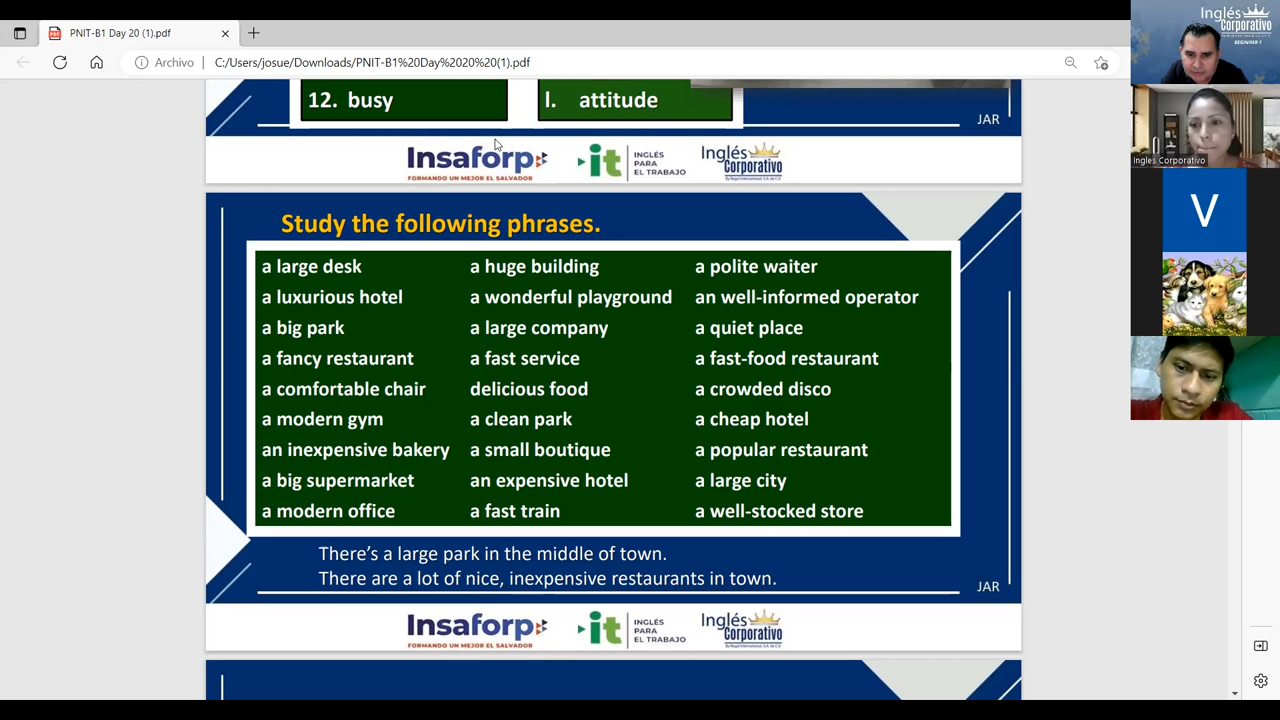 PNIT-B1 Day 20 (1).pdf
Archivo
C:/Users/josue/Downloads/PNIT-B1%20Day%2020%20(1).pdf
12. busy
l. attitude
JAR
Insaforp
FORMANDO UN MEJOR EL SALVADOR
it INGLÉS PARA EL TRABAJO
Inglés Corporativo
Study the following phrases.
a large desk a huge building a polite waiter
a luxurious hotel a wonderful playground an well-informed operator
a big park a large company a quiet place
a fancy restaurant a fast service a fast-food restaurant
a comfortable chair delicious food a crowded disco
a modern gym a clean park a cheap hotel
an inexpensive bakery a small boutique a popular restaurant
a big supermarket an expensive hotel a large city
a modern office a fast train a well-stocked store
There's a large park in the middle of town.
There are a lot of nice, inexpensive restaurants in town.
JAR
Insaforp
FORMANDO UN MEJOR EL SALVADOR
it INGLÉS PARA EL TRABAJO
Inglés Corporativo
Inglés
Corporativo
BEGINNER 1
Ingles Corporativo
V